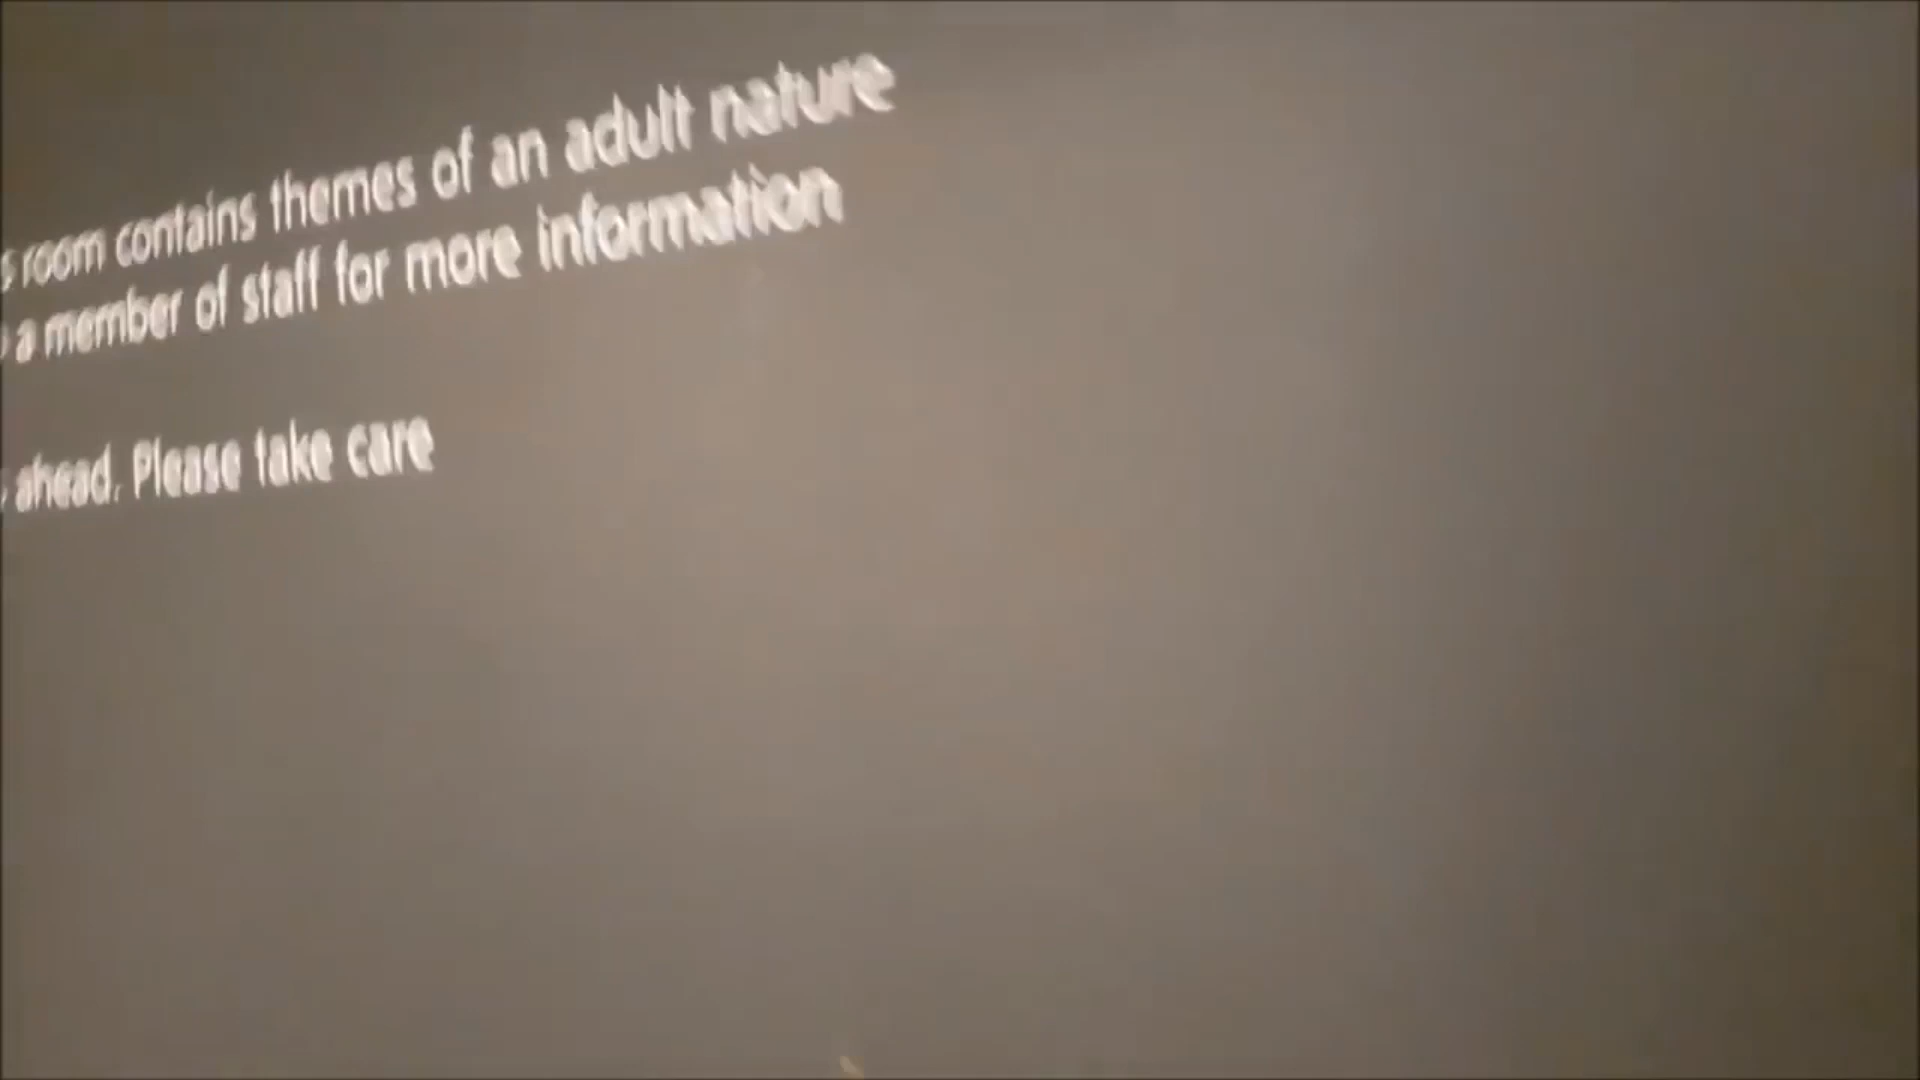 room contains themes of an adult nature
a member of staff for more information
ahead. Please take care